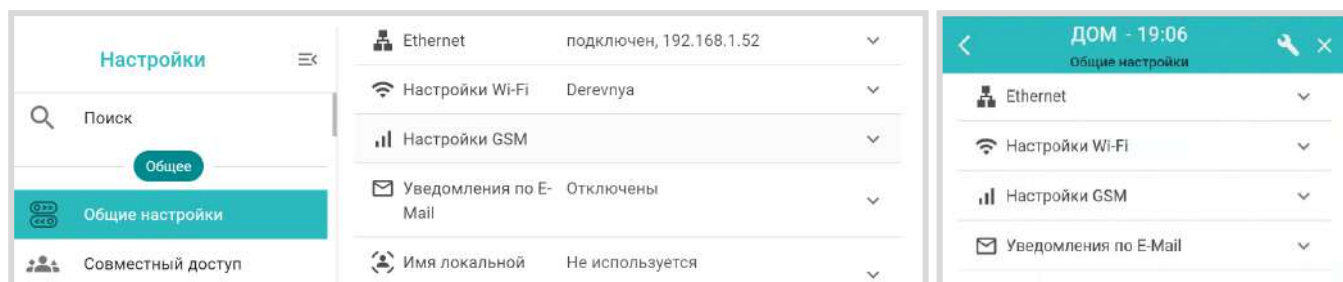 Настройки
Поиск
Общее
Общие настройки
Совместный доступ
Ethernet подключен, 192.168.1.52
Настройки Wi-Fi Derevnya
Настройки GSM
Уведомления по E- Отключены
Mail
Имя локальной Не используется
ДОМ - 19:06
Общие настройки
Ethernet
Настройки Wi-Fi
Настройки GSM
Уведомления по E-Mail